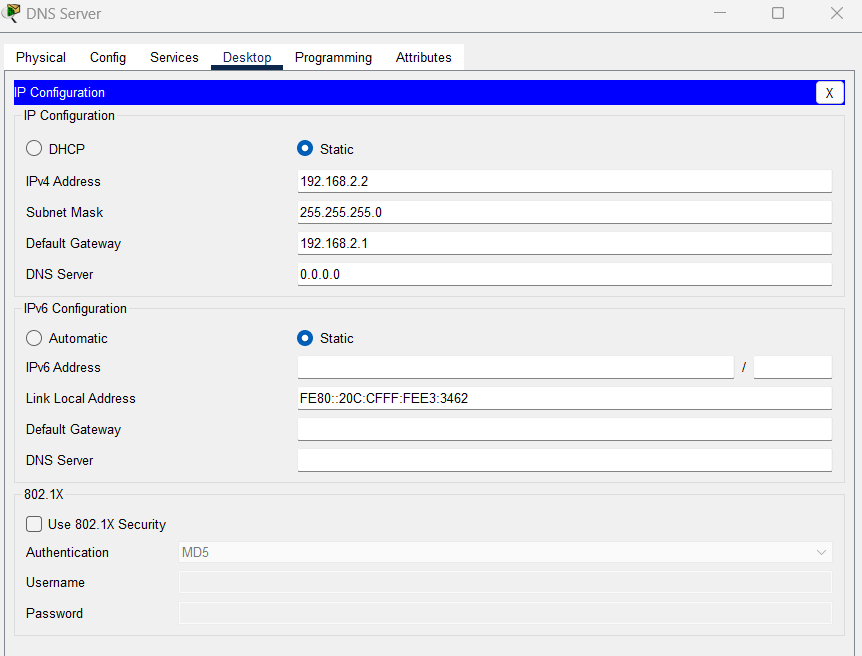 DNS Server
Physical Config Services Desktop Programming Attributes
IP Configuration X
IP Configuration
DHCP Static
IPv4 Address 192.168.2.2
Subnet Mask 255.255.255.0
Default Gateway 192.168.2.1
DNS Server 0.0.0.0
IPv6 Configuration
Automatic Static
IPv6 Address /
Link Local Address FE80::20C:CFFF:FEE3:3462
Default Gateway
DNS Server
802.1X
Use 802.1X Security
Authentication MD5
Username
Password